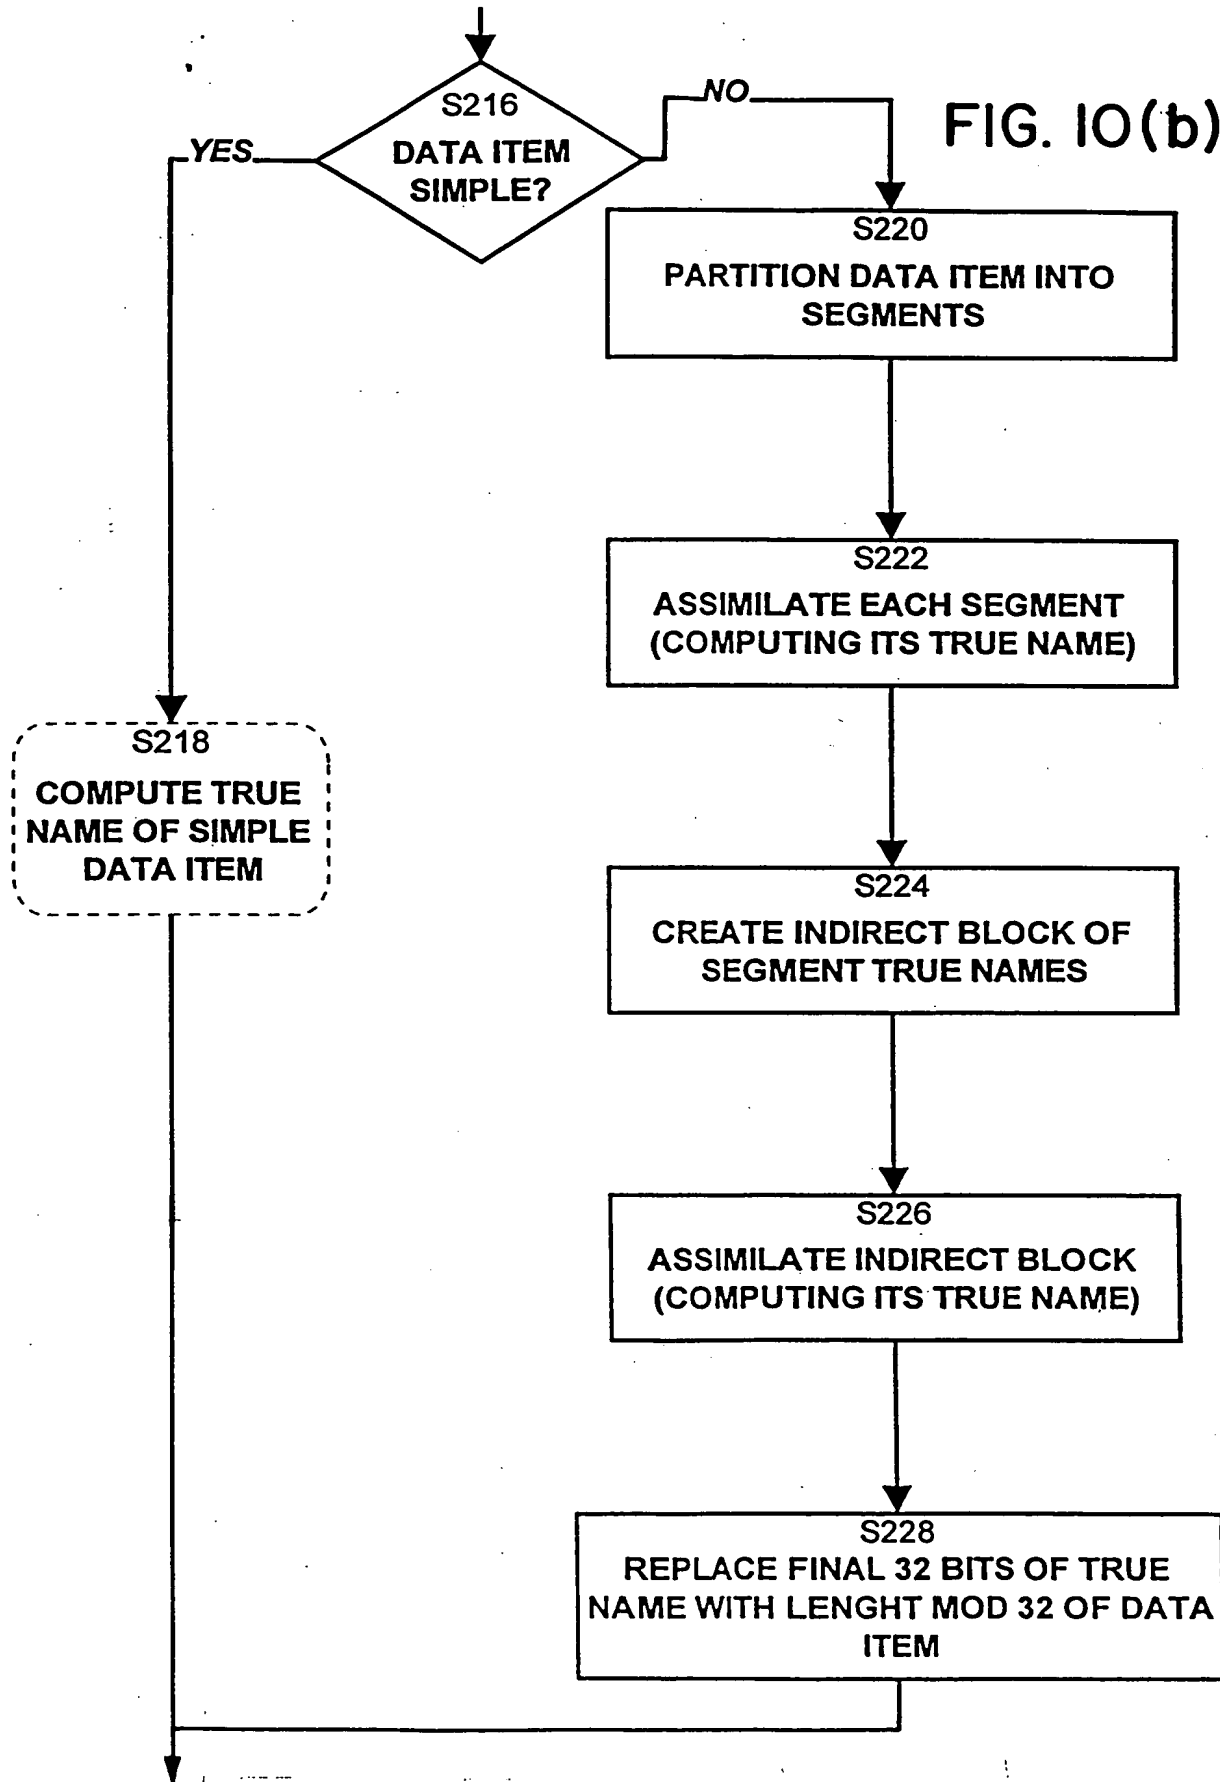 FIG. 10(b)
S216
DATA ITEM
SIMPLE?
YES
NO
S220
PARTITION DATA ITEM INTO
SEGMENTS
S222
ASSIMILATE EACH SEGMENT
(COMPUTING ITS TRUE NAME)
S218
COMPUTE TRUE
NAME OF SIMPLE
DATA ITEM
S224
CREATE INDIRECT BLOCK OF
SEGMENT TRUE NAMES
S226
ASSIMILATE INDIRECT BLOCK
(COMPUTING ITS TRUE NAME)
S228
REPLACE FINAL 32 BITS OF TRUE
NAME WITH LENGHT MOD 32 OF DATA
ITEM